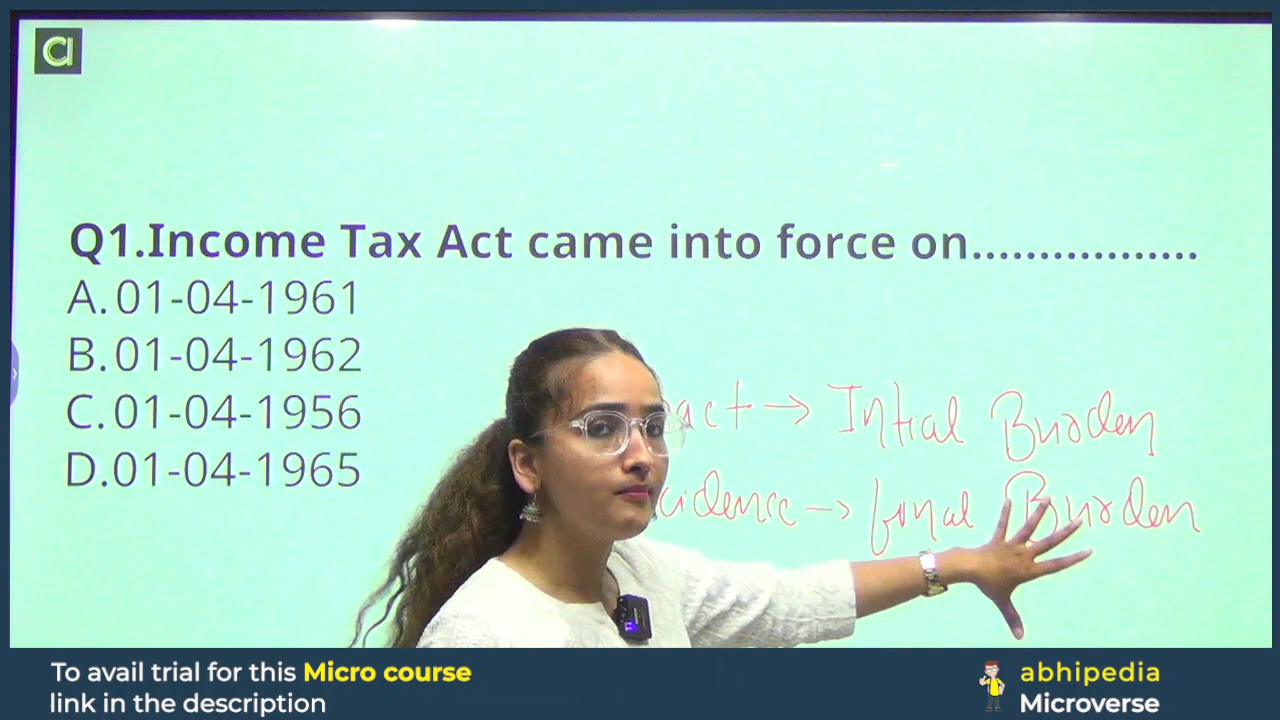 Q1.Income Tax Act came into force on.................
A.01-04-1961
B.01-04-1962
C.01-04-1956
D.01-04-1965
act → Intial Burden
cidence → Final Burden
To avail trial for this Micro course
link in the description
abhipedia
Microverse